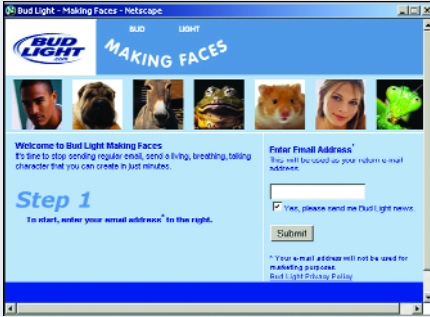 Bud Light - Making Faces - Netscape
BUD LIGHT
MAKING FACES
BUD
LIGHT
.com
Welcome to Bud Light Making Faces
It's time to stop sending regular email, send a living, breathing, talking
character that you can create in just minutes.
Step 1
To start, enter your email address* to the right.
Enter Email Address*
This will be used as your return e-mail
address.
Yes, please send me Bud Light news.
Submit
* Your e-mail address will not be used for
marketing purposes.
Bud Light Privacy Policy